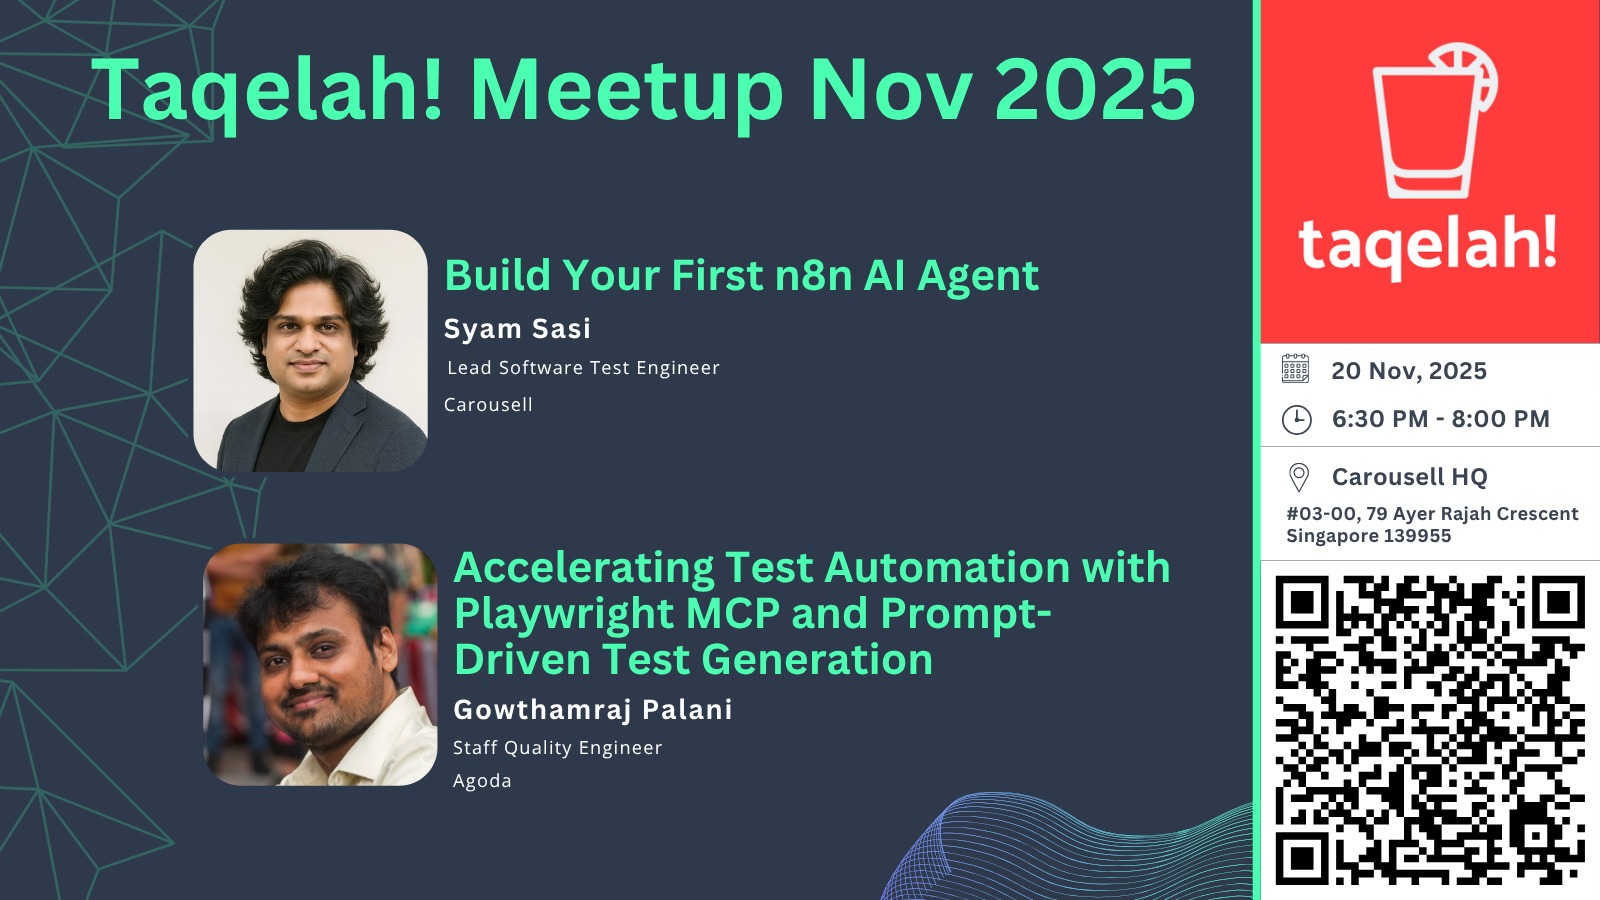 Taqelah! Meetup Nov 2025
Build Your First n8n AI Agent
Syam Sasi
Lead Software Test Engineer
Carousell
Accelerating Test Automation with
Playwright MCP and Prompt-
Driven Test Generation
Gowthamraj Palani
Staff Quality Engineer
Agoda
taqelah!
20 Nov, 2025
6:30 PM - 8:00 PM
Carousell HQ
#03-00, 79 Ayer Rajah Crescent
Singapore 139955